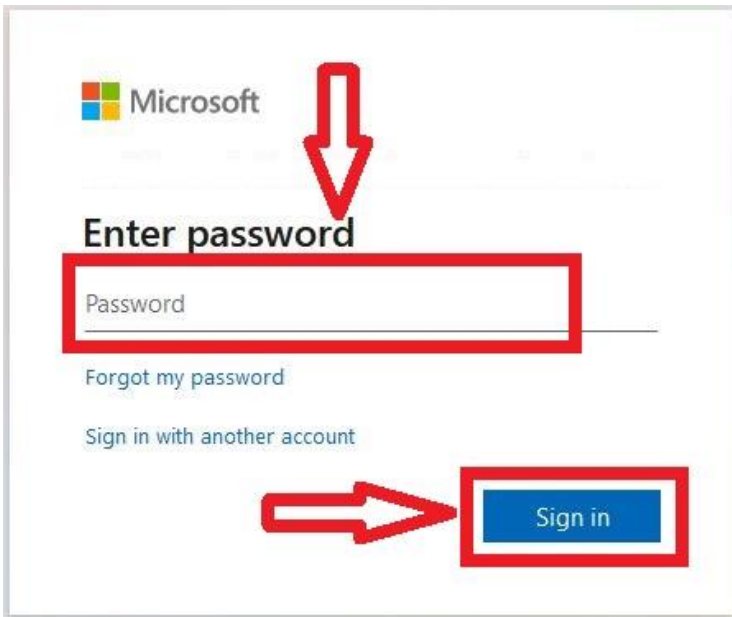 Microsoft
Enter password
Password
Forgot my password
Sign in with another account
Sign in